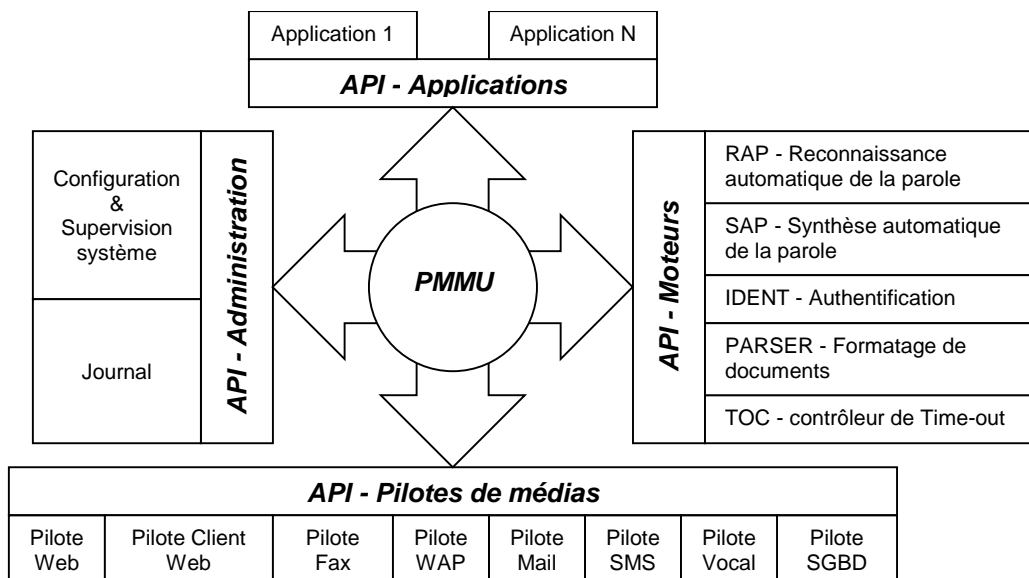 Application 1
Application N
API - Applications
Configuration
&
Supervision
système
Journal
API - Administration
PMMU
API - Moteurs
RAP - Reconnaissance
automatique de la parole
SAP - Synthèse automatique
de la parole
IDENT - Authentification
PARSER - Formatage de
documents
TOC - contrôleur de Time-out
API - Pilotes de médias
Pilote
Web
Pilote Client
Web
Pilote
Fax
Pilote
WAP
Pilote
Mail
Pilote
SMS
Pilote
Vocal
Pilote
SGBD